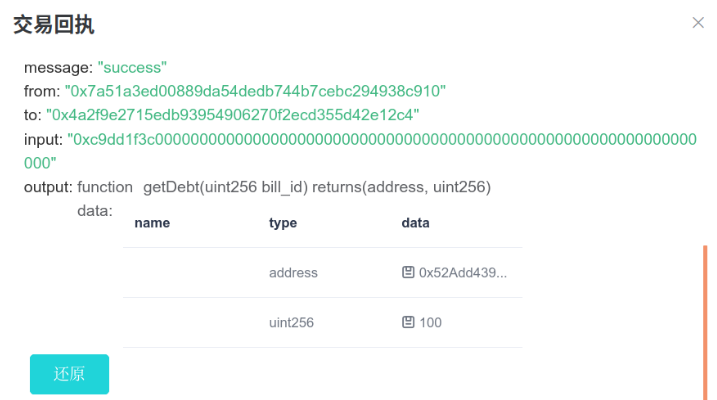 交易回执
message: "success"
from: "0x7a51a3ed00889da54dedb744b7cebc294938c910"
to: "0x4a2f9e2715edb93954906270f2ecd355d42e12c4"
input: "0xc9dd1f3c0000000000000000000000000000000000000000000000000000000000000
000"
output: function getDebt(uint256 bill_id) returns(address, uint256)
data:
name type data
address 0x52Add439...
uint256 100
还原